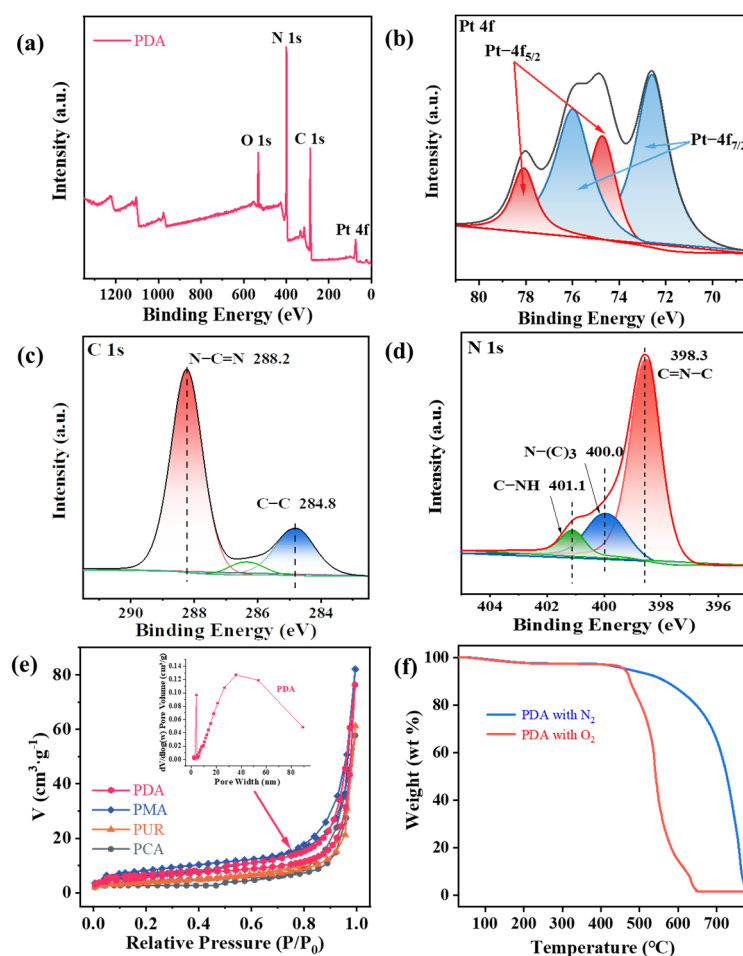 (a)
PDA
N 1s
O 1s
C 1s
Pt 4f
Intensity (a.u.)
1200 1000 800 600 400 200 0
Binding Energy (eV)
(b)
Pt 4f
Pt−4f5/2
Pt−4f7/2
Intensity (a.u.)
80 78 76 74 72 70
Binding Energy (eV)
(c)
C 1s
N−C=N 288.2
C−C 284.8
Intensity (a.u.)
290 288 286 284
Binding Energy (eV)
(d)
N 1s
398.3
C=N−C
N−(C)3 400.0
C−NH 401.1
Intensity (a.u.)
404 402 400 398 396
Binding Energy (eV)
(e)
80
60
40
20
0
V (cm³·g⁻¹)
dV/dlog(w) Pore Volume (cm³/g)
0.14
0.12
0.10
0.08
0.06
0.04
0.02
0.00
PDA
0 20 40 60 80 100
Pore Width (nm)
PDA
PMA
PUR
PCA
0.0 0.2 0.4 0.6 0.8 1.0
Relative Pressure (P/P0)
(f)
100
80
60
40
20
0
Weight (wt %)
PDA with N2
PDA with O2
100 200 300 400 500 600 700
Temperature (°C)